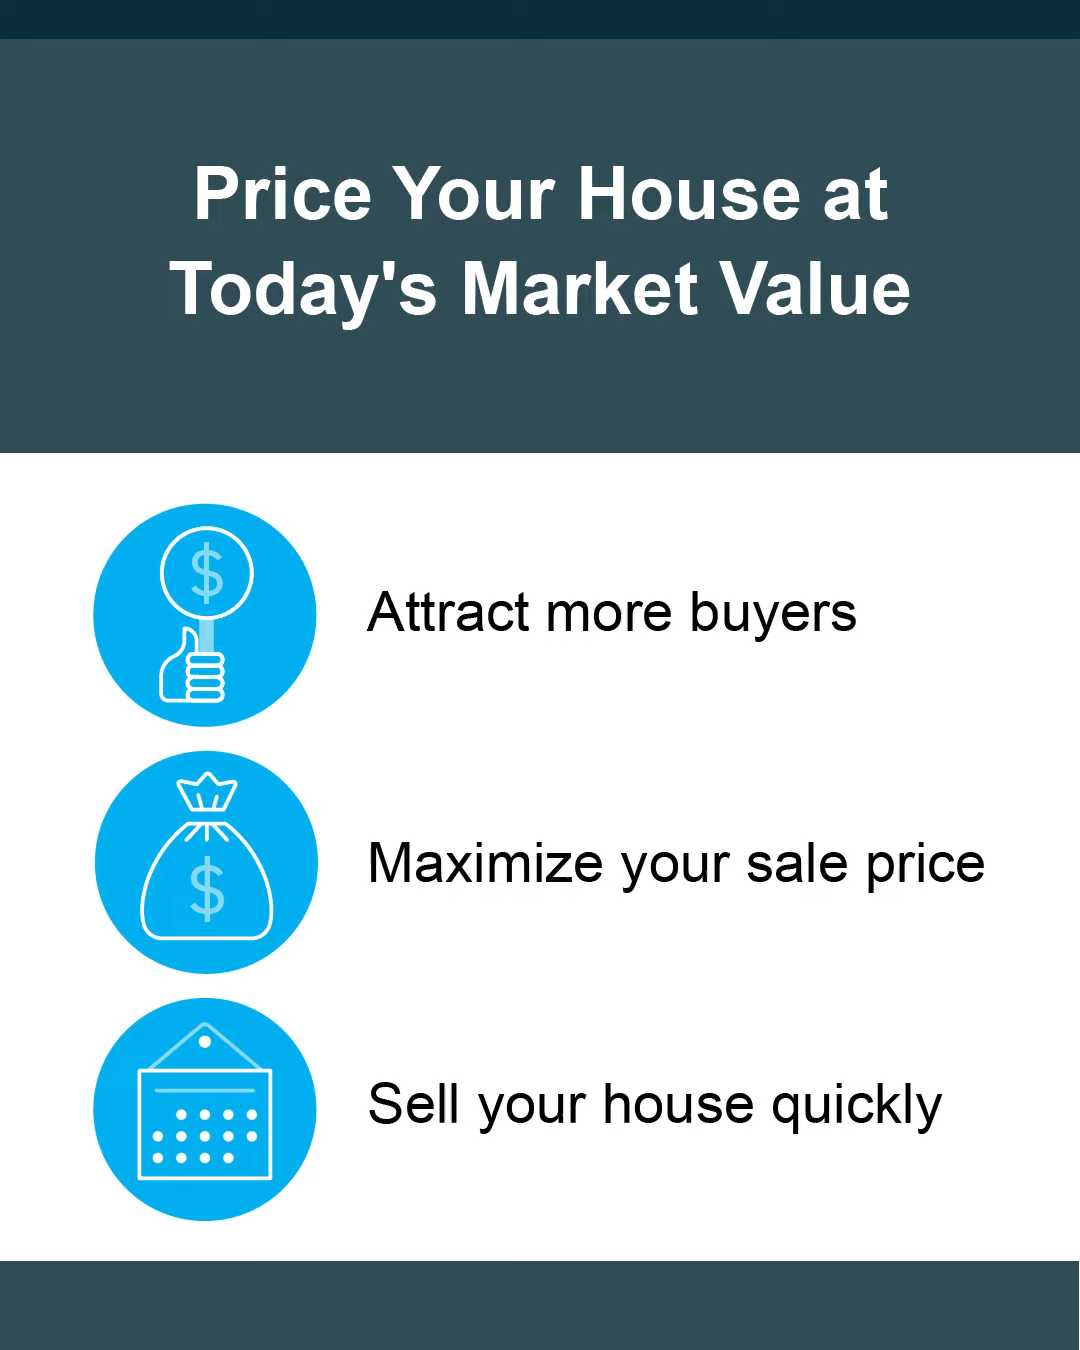 Price Your House at
Today's Market Value
$
Attract more buyers
$
Maximize your sale price
Sell your house quickly